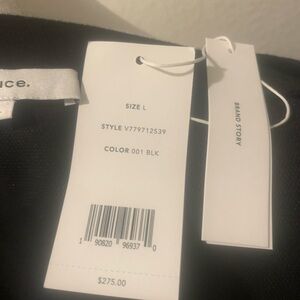 uce.
SIZE L
STYLE V779712539
COLOR 001 BLK
1 90820 96937 0
$275.00
BRAND STORY